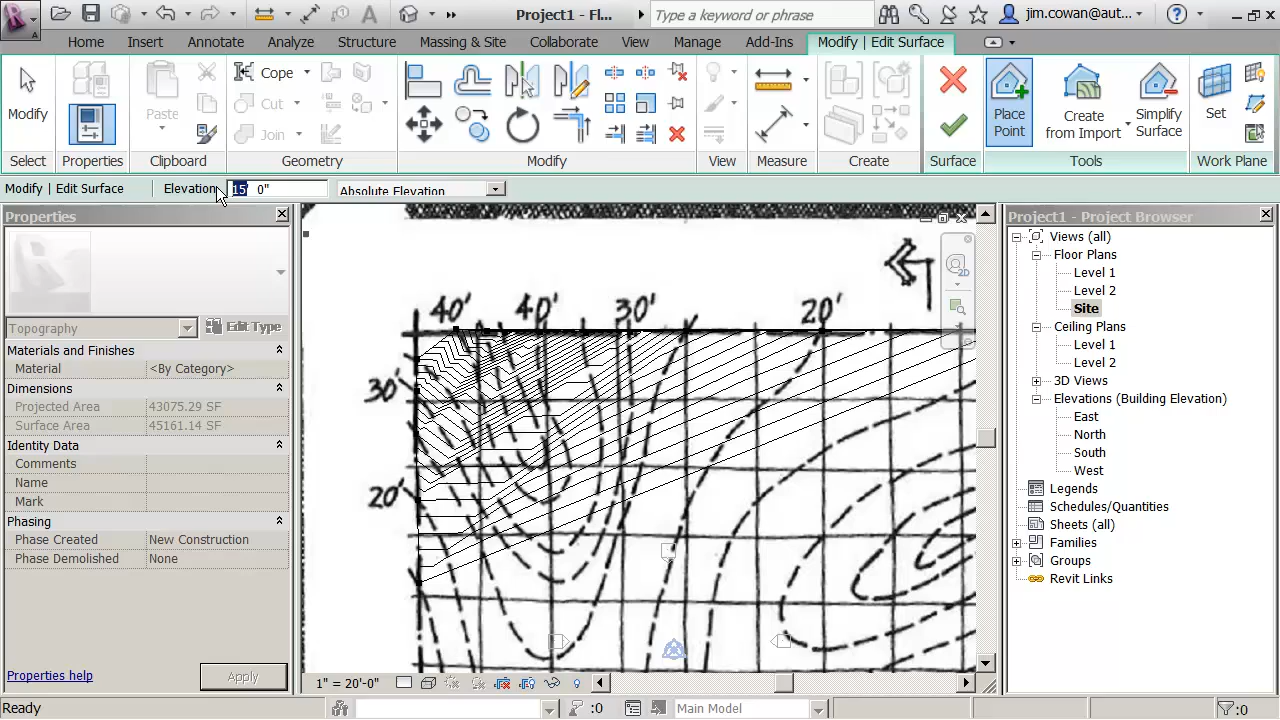 Project1 - Fl...
Type a keyword or phrase
jim.cowan@aut...
Home
Insert
Annotate
Analyze
Structure
Massing & Site
Collaborate
View
Manage
Add-Ins
Modify | Edit Surface
Modify
Paste
Cope
Cut
Join
Place Point
Create from Import
Simplify Surface
Set
Select
Properties
Clipboard
Geometry
Modify
View
Measure
Create
Surface
Tools
Work Plane
Modify | Edit Surface
Elevation
15' 0"
Absolute Elevation
Properties
Topography
Edit Type
Materials and Finishes
Material
<By Category>
Dimensions
Projected Area
43075.29 SF
Surface Area
45161.14 SF
Identity Data
Comments
Name
Mark
Phasing
Phase Created
New Construction
Phase Demolished
None
Properties help
Apply
40'
40'
30'
20'
30'
20'
2D
1" = 20'-0"
Project1 - Project Browser
Views (all)
Floor Plans
Level 1
Level 2
Site
Ceiling Plans
Level 1
Level 2
3D Views
Elevations (Building Elevation)
East
North
South
West
Legends
Schedules/Quantities
Sheets (all)
Families
Groups
Revit Links
Ready
:0
Main Model
:0